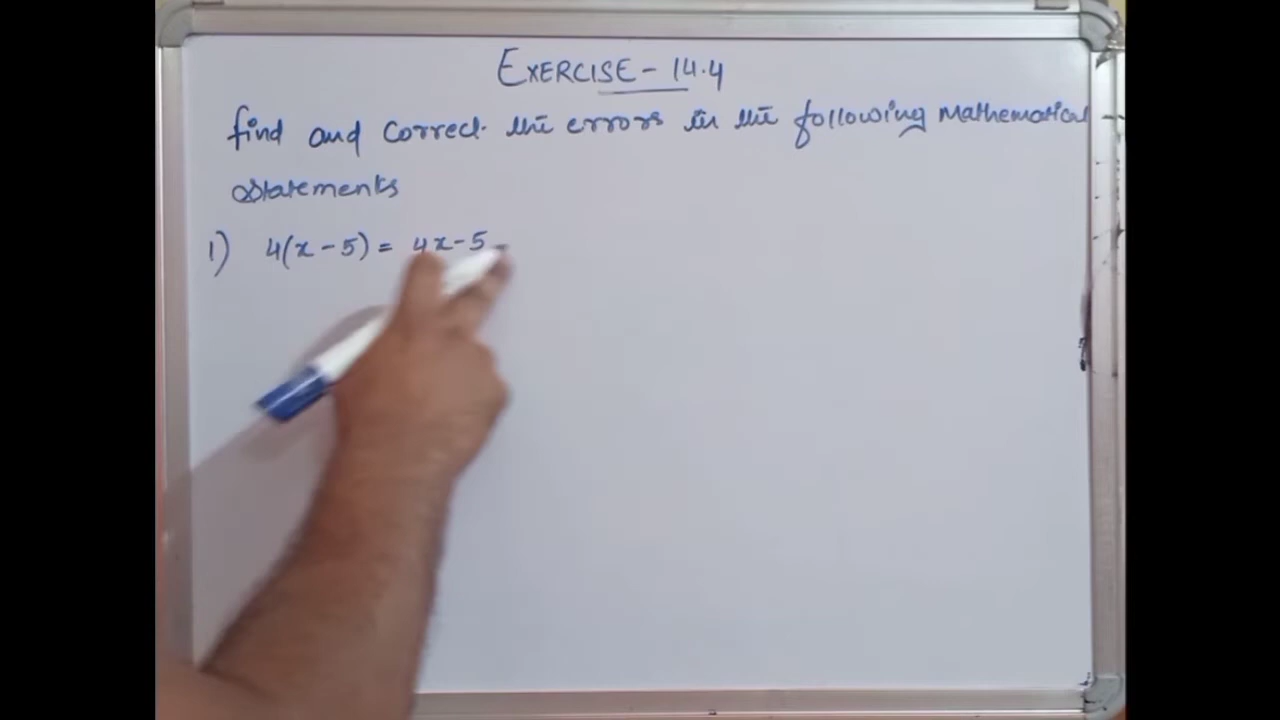 EXERCISE - 14.4
find and correct the errors in the following Mathematical
statements
1) 4(x - 5) = 4x - 5